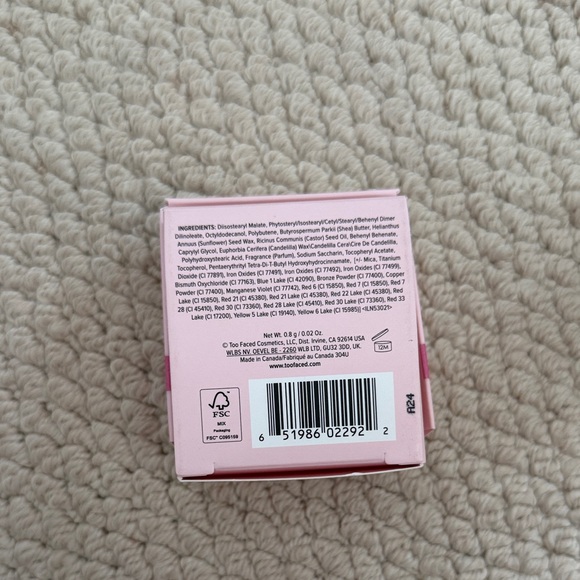 INGREDIENTS: Diisostearyl Malate, Phytosteryl/Isostearyl/Cetyl/Stearyl/Behenyl Dimer
Dilinoleate, Octyldodecanol, Polybutene, Butyrospermum Parkii (Shea) Butter, Helianthus
Annuus (Sunflower) Seed Wax, Ricinus Communis (Castor) Seed Oil, Behenyl Behenate,
Caprylyl Glycol, Euphorbia Cerifera (Candelilla) Wax\Candelilla Cera\Cire De Candelilla,
Polyhydroxystearic Acid, Fragrance (Parfum), Sodium Saccharin, Tocopheryl Acetate,
Tocopherol, Pentaerythrityl Tetra-Di-T-Butyl Hydroxyhydrocinnamate, [+/- Mica, Titanium
Dioxide (CI 77891), Iron Oxides (CI 77491), Iron Oxides (CI 77492), Iron Oxides (CI 77499),
Bismuth Oxychloride (CI 77163), Blue 1 Lake (CI 42090), Bronze Powder (CI 77400), Copper
Powder (CI 77400), Manganese Violet (CI 77742), Red 6 (CI 15850), Red 7 (CI 15850), Red 7
Lake (CI 15850), Red 21 (CI 45380), Red 21 Lake (CI 45380), Red 22 Lake (CI 45380), Red
28 (CI 45410), Red 30 (CI 73360), Red 28 Lake (CI 45410), Red 30 Lake (CI 73360), Red 33
Lake (CI 17200), Yellow 5 Lake (CI 19140), Yellow 6 Lake (CI 15985)] <ILN53021>
Net Wt. 0.8 g / 0.02 Oz.
© Too Faced Cosmetics, LLC, Dist. Irvine, CA 92614 USA
WLBS NV. OEVEL BE - 2260 WLB LTD, GU32 3DD, UK.
Made in Canada/Fabriqué au Canada 304U
www.toofaced.com
12M
FSC
MIX
Packaging
FSC® C095159
A24
6 51986 02292 2